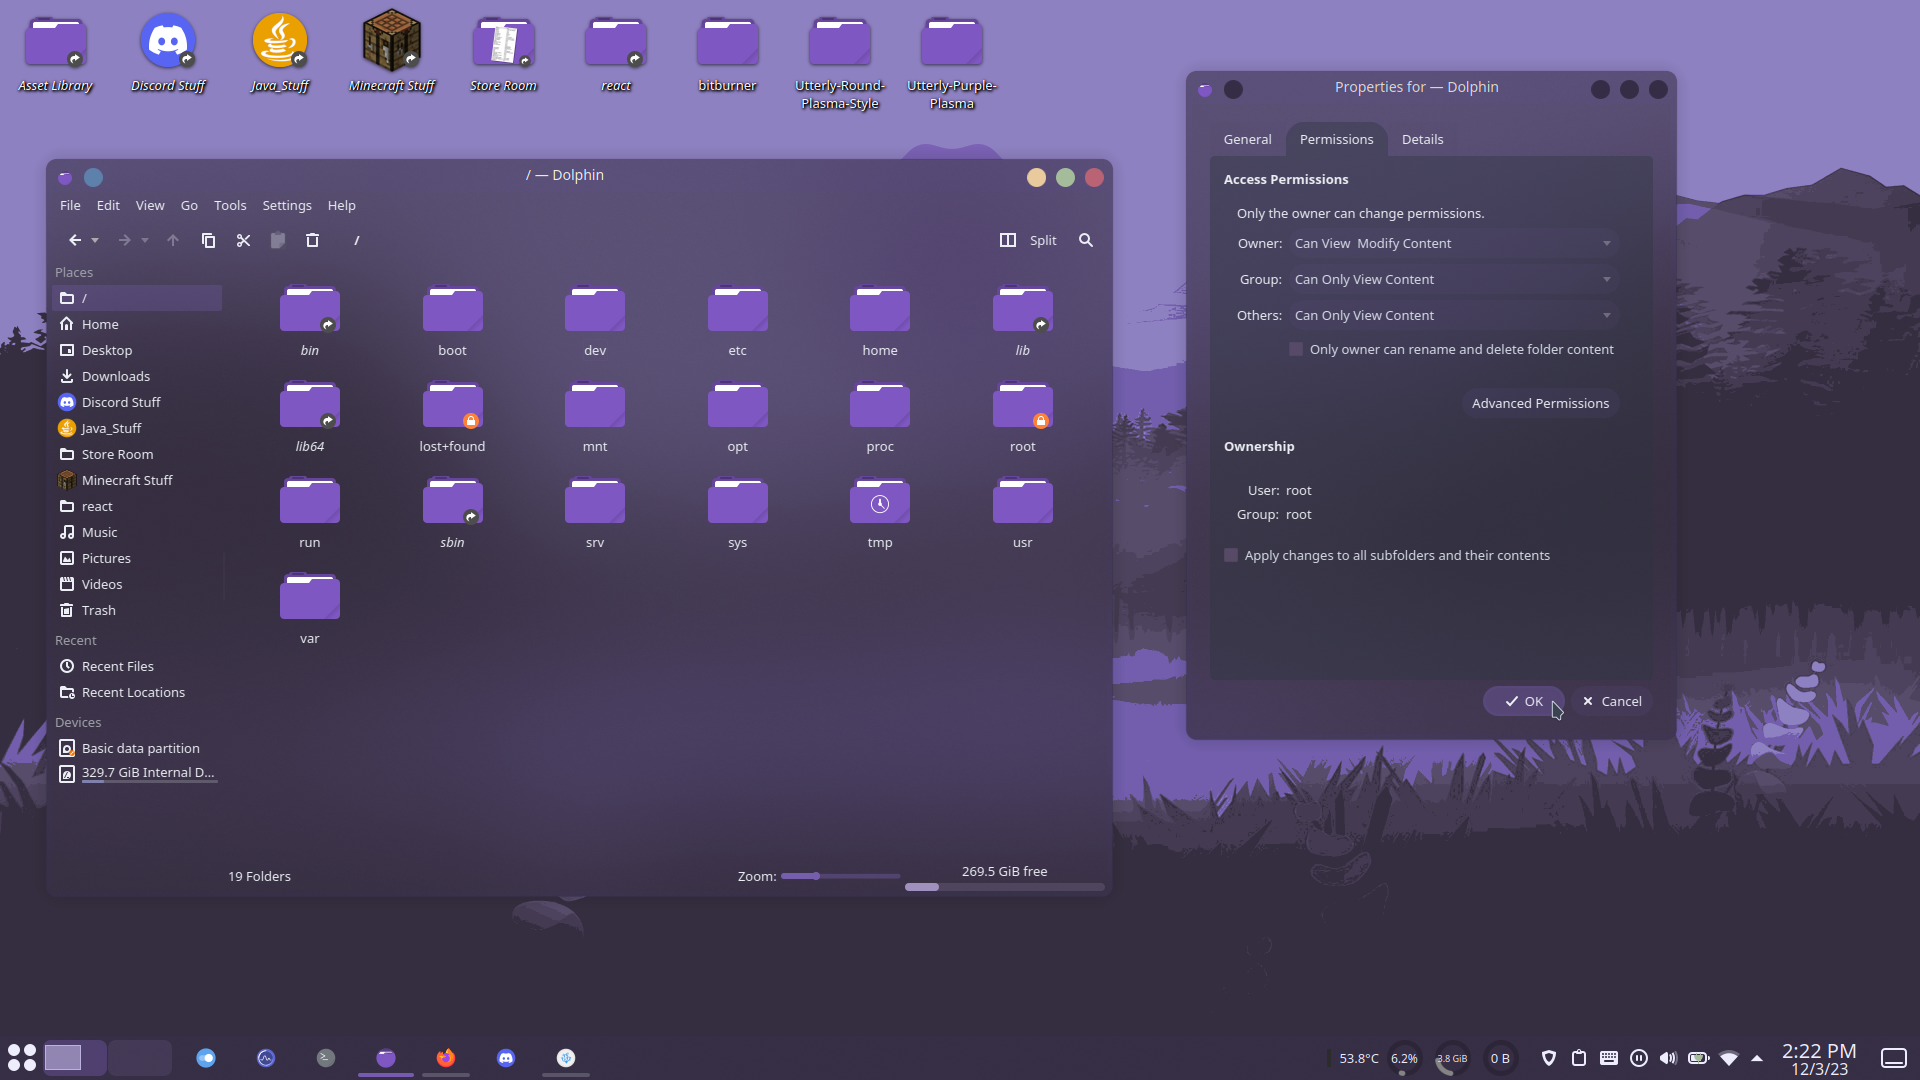 Asset Library
Discord Stuff
Java_Stuff
Minecraft Stuff
Store Room
react
bitburner
Utterly-Round-
Plasma-Style
Utterly-Purple-
Plasma
/ — Dolphin
File Edit View Go Tools Settings Help
/
Split
Places
/
Home
Desktop
Downloads
Discord Stuff
Java_Stuff
Store Room
Minecraft Stuff
react
Music
Pictures
Videos
Trash
Recent
Recent Files
Recent Locations
Devices
Basic data partition
329.7 GiB Internal D...
bin boot dev etc home lib
lib64 lost+found mnt opt proc root
run sbin srv sys tmp usr
var
19 Folders
Zoom:
269.5 GiB free
Properties for — Dolphin
General Permissions Details
Access Permissions
Only the owner can change permissions.
Owner: Can View Modify Content
Group: Can Only View Content
Others: Can Only View Content
Only owner can rename and delete folder content
Advanced Permissions
Ownership
User: root
Group: root
Apply changes to all subfolders and their contents
OK
Cancel
53.8°C
6.2%
3.8 GiB
0 B
2:22 PM
12/3/23